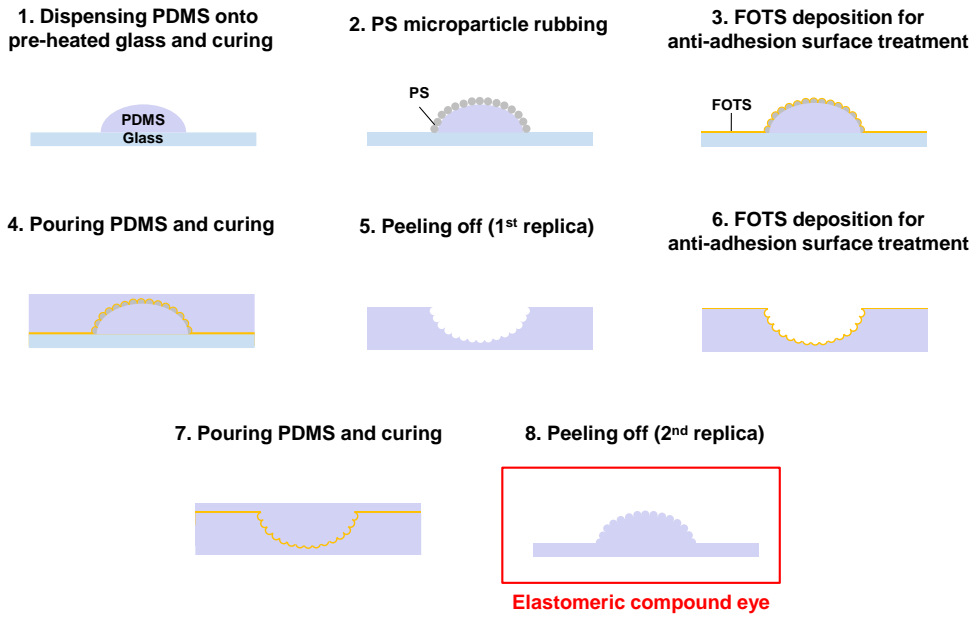 1. Dispensing PDMS onto
pre-heated glass and curing
PDMS
Glass
2. PS microparticle rubbing
PS
3. FOTS deposition for
anti-adhesion surface treatment
FOTS
4. Pouring PDMS and curing
5. Peeling off (1st replica)
6. FOTS deposition for
anti-adhesion surface treatment
7. Pouring PDMS and curing
8. Peeling off (2nd replica)
Elastomeric compound eye